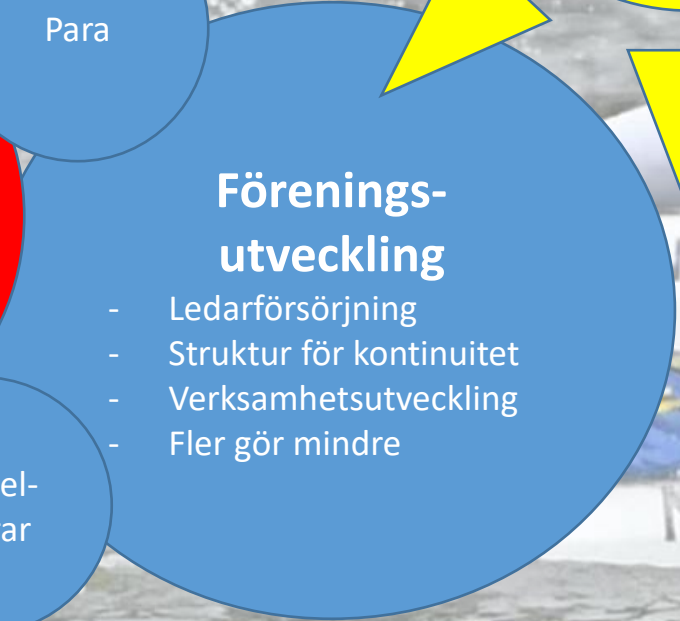 Para
Förenings-
utveckling
- Ledarförsörjning
- Struktur för kontinuitet
- Verksamhetsutveckling
- Fler gör mindre
el-
ar